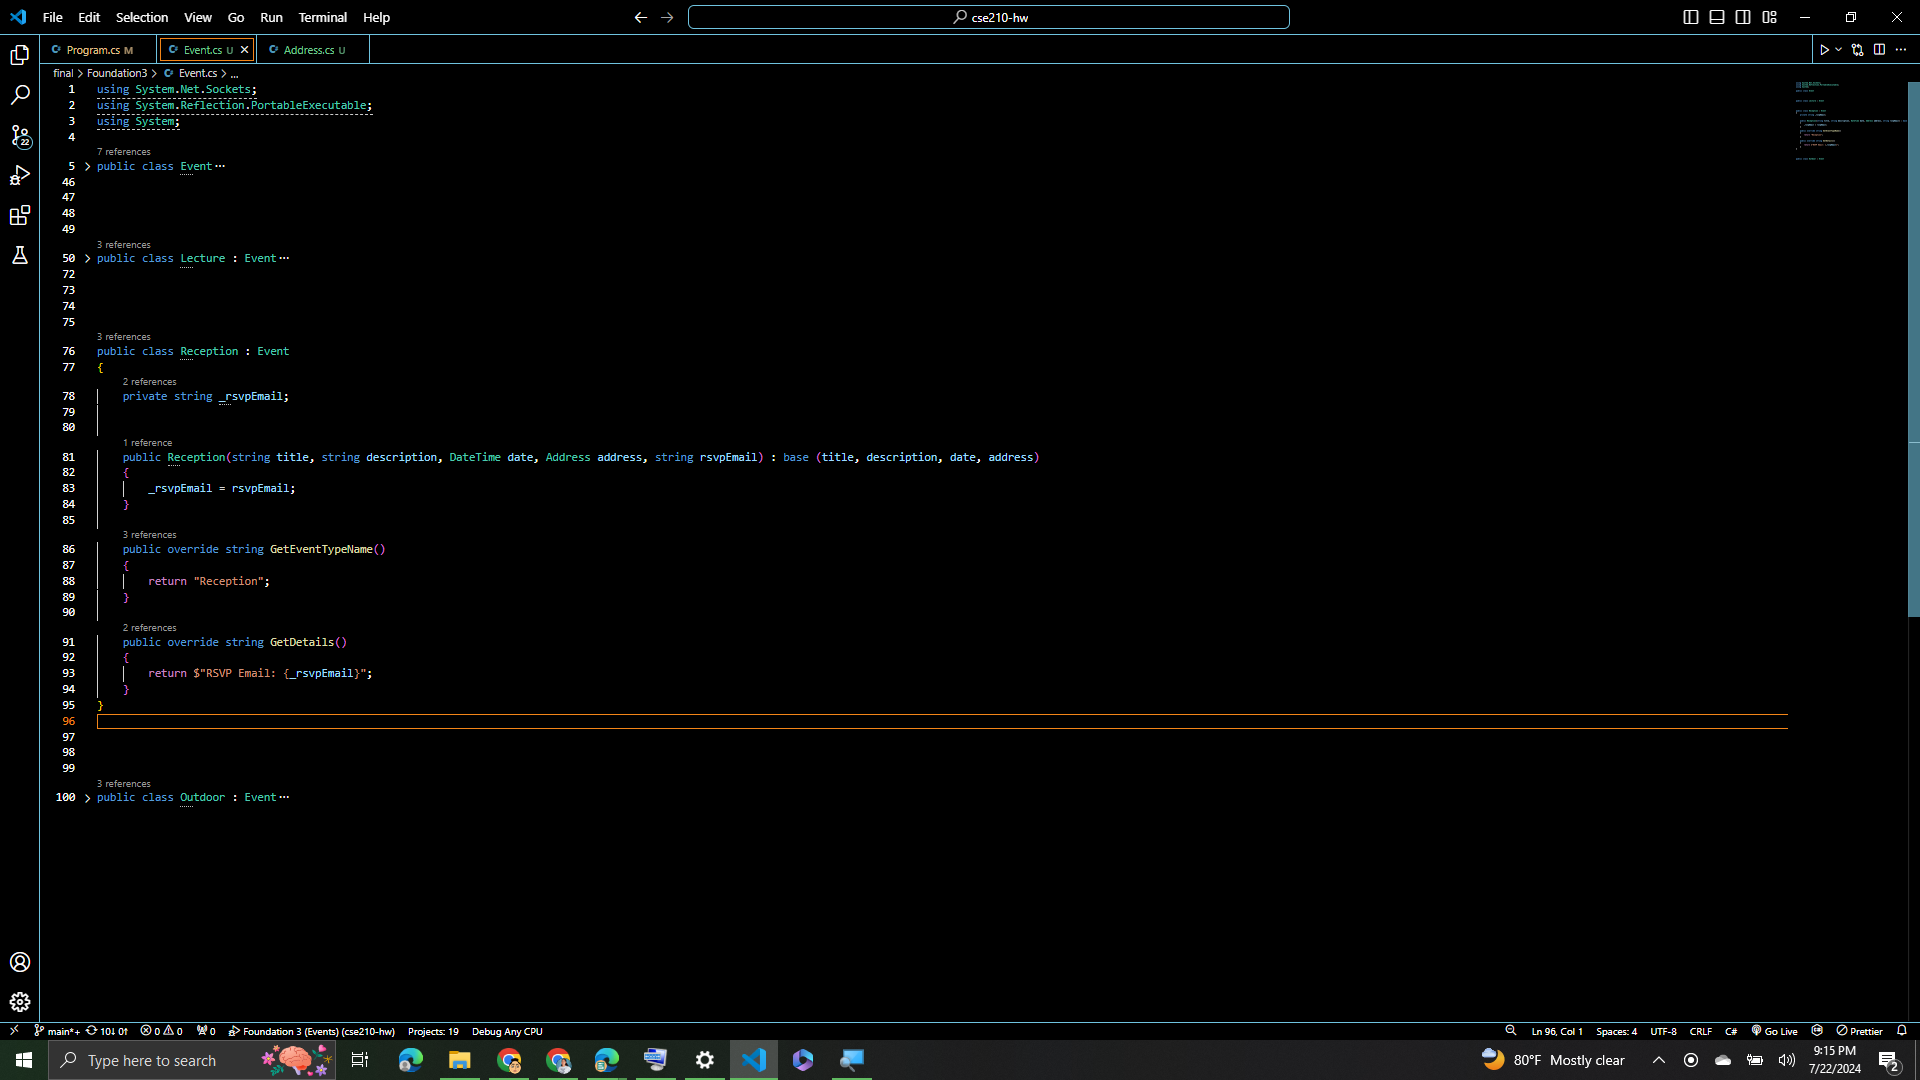 File Edit Selection View Go Run Terminal Help
cse210-hw
Program.cs M Event.cs U Address.cs U
final > Foundation3 > Event.cs > ...
1 using System.Net.Sockets;
2 using System.Reflection.PortableExecutable;
3 using System;
4
7 references
5 public class Event···
46
47
48
49
3 references
50 public class Lecture : Event···
72
73
74
75
3 references
76 public class Reception : Event
77 {
2 references
78 private string _rsvpEmail;
79
80
1 reference
81 public Reception(string title, string description, DateTime date, Address address, string rsvpEmail) : base (title, description, date, address)
82 {
83 _rsvpEmail = rsvpEmail;
84 }
85
3 references
86 public override string GetEventTypeName()
87 {
88 return "Reception";
89 }
90
2 references
91 public override string GetDetails()
92 {
93 return $"RSVP Email: {_rsvpEmail}";
94 }
95 }
96
97
98
99
3 references
100 public class Outdoor : Event···
22
main*+ 10↓ 0↑ 0 0 0 Foundation 3 (Events) (cse210-hw) Projects: 19 Debug Any CPU
Ln 96, Col 1 Spaces: 4 UTF-8 CRLF C# Go Live Prettier
Type here to search
80°F Mostly clear
9:15 PM
7/22/2024
2